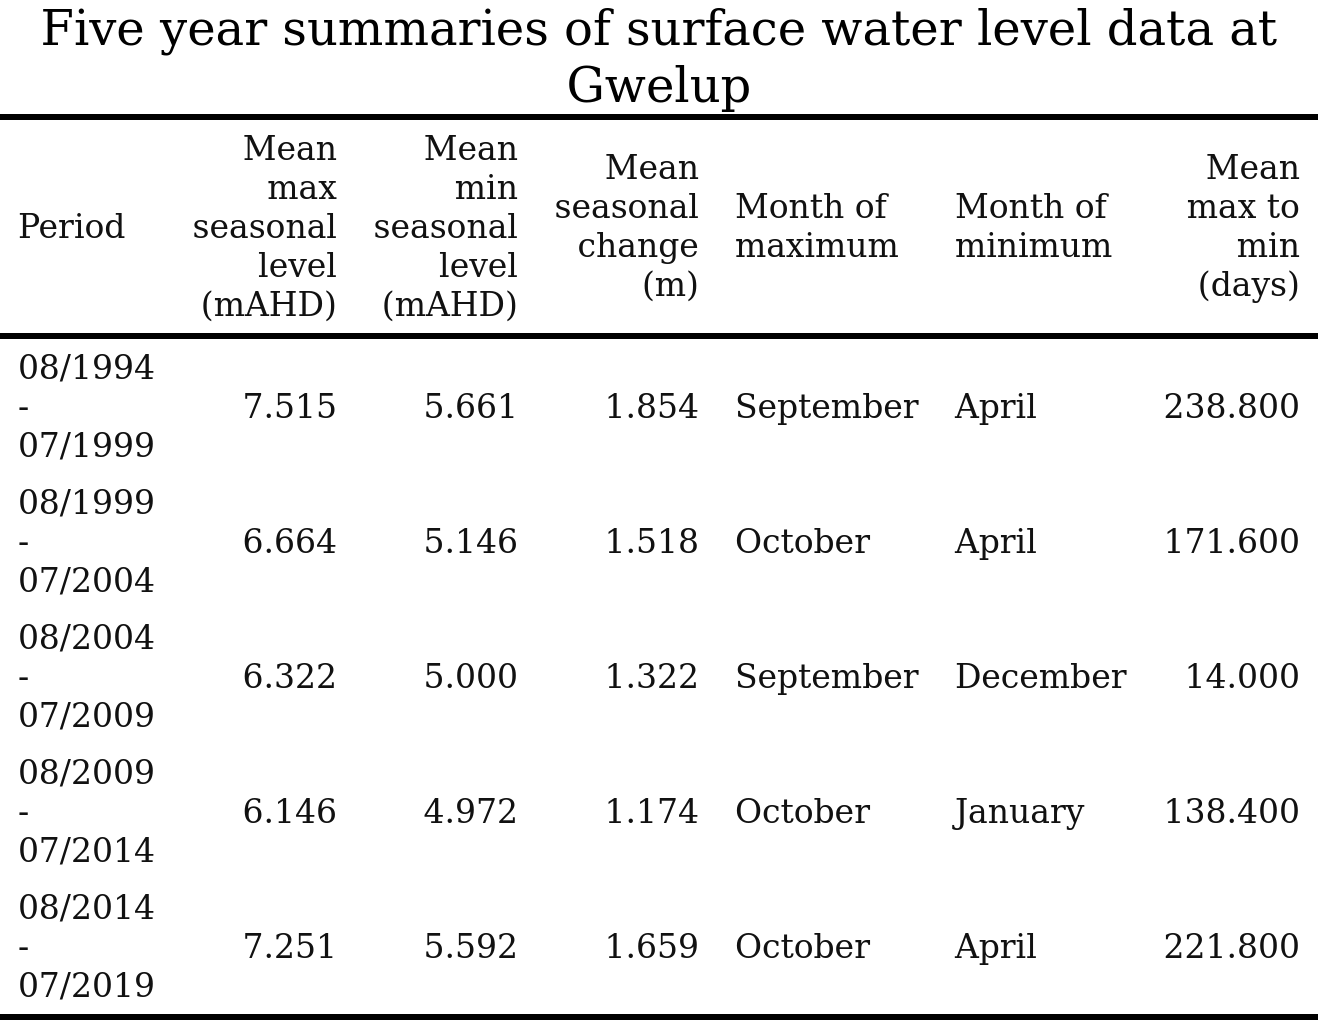 Five year summaries of surface water level data at
Gwelup
Period
Mean
max
seasonal
level
(mAHD)
Mean
min
seasonal
level
(mAHD)
Mean
seasonal
change
(m)
Month of
maximum
Month of
minimum
Mean
max to
min
(days)
08/1994
-
07/1999
7.515
5.661
1.854
September
April
238.800
08/1999
-
07/2004
6.664
5.146
1.518
October
April
171.600
08/2004
-
07/2009
6.322
5.000
1.322
September
December
14.000
08/2009
-
07/2014
6.146
4.972
1.174
October
January
138.400
08/2014
-
07/2019
7.251
5.592
1.659
October
April
221.800